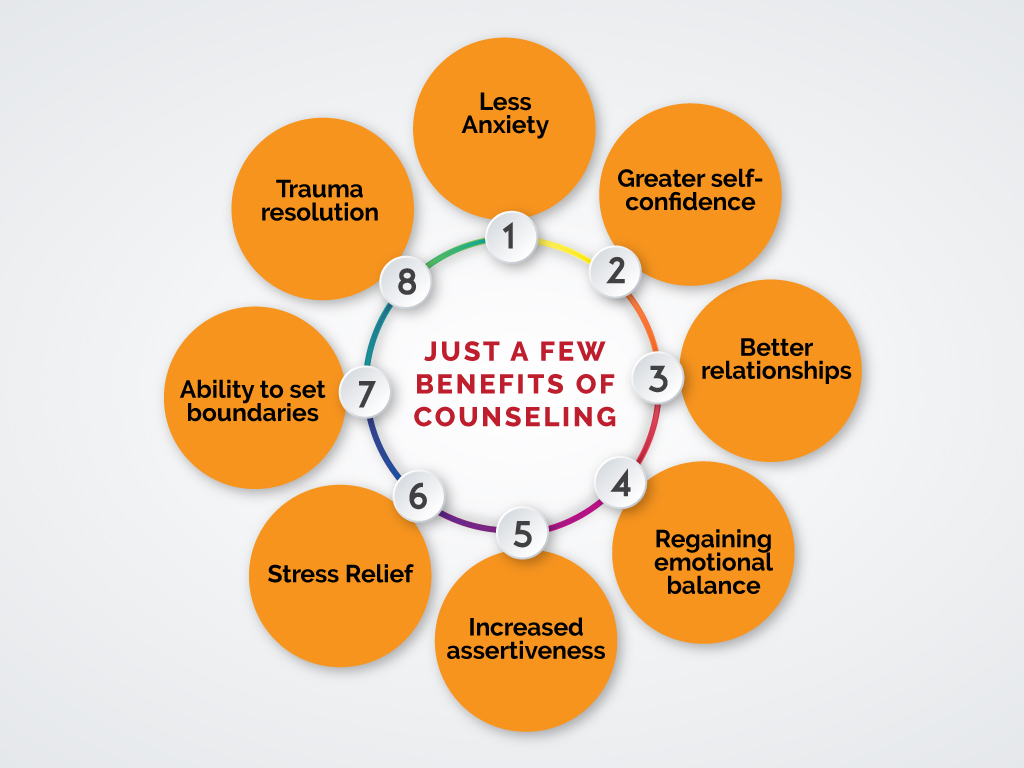 JUST A FEW
BENEFITS OF
COUNSELING
1
Less
Anxiety
2
Greater self-
confidence
3
Better
relationships
4
Regaining
emotional
balance
5
Increased
assertiveness
6
Stress Relief
7
Ability to set
boundaries
8
Trauma
resolution